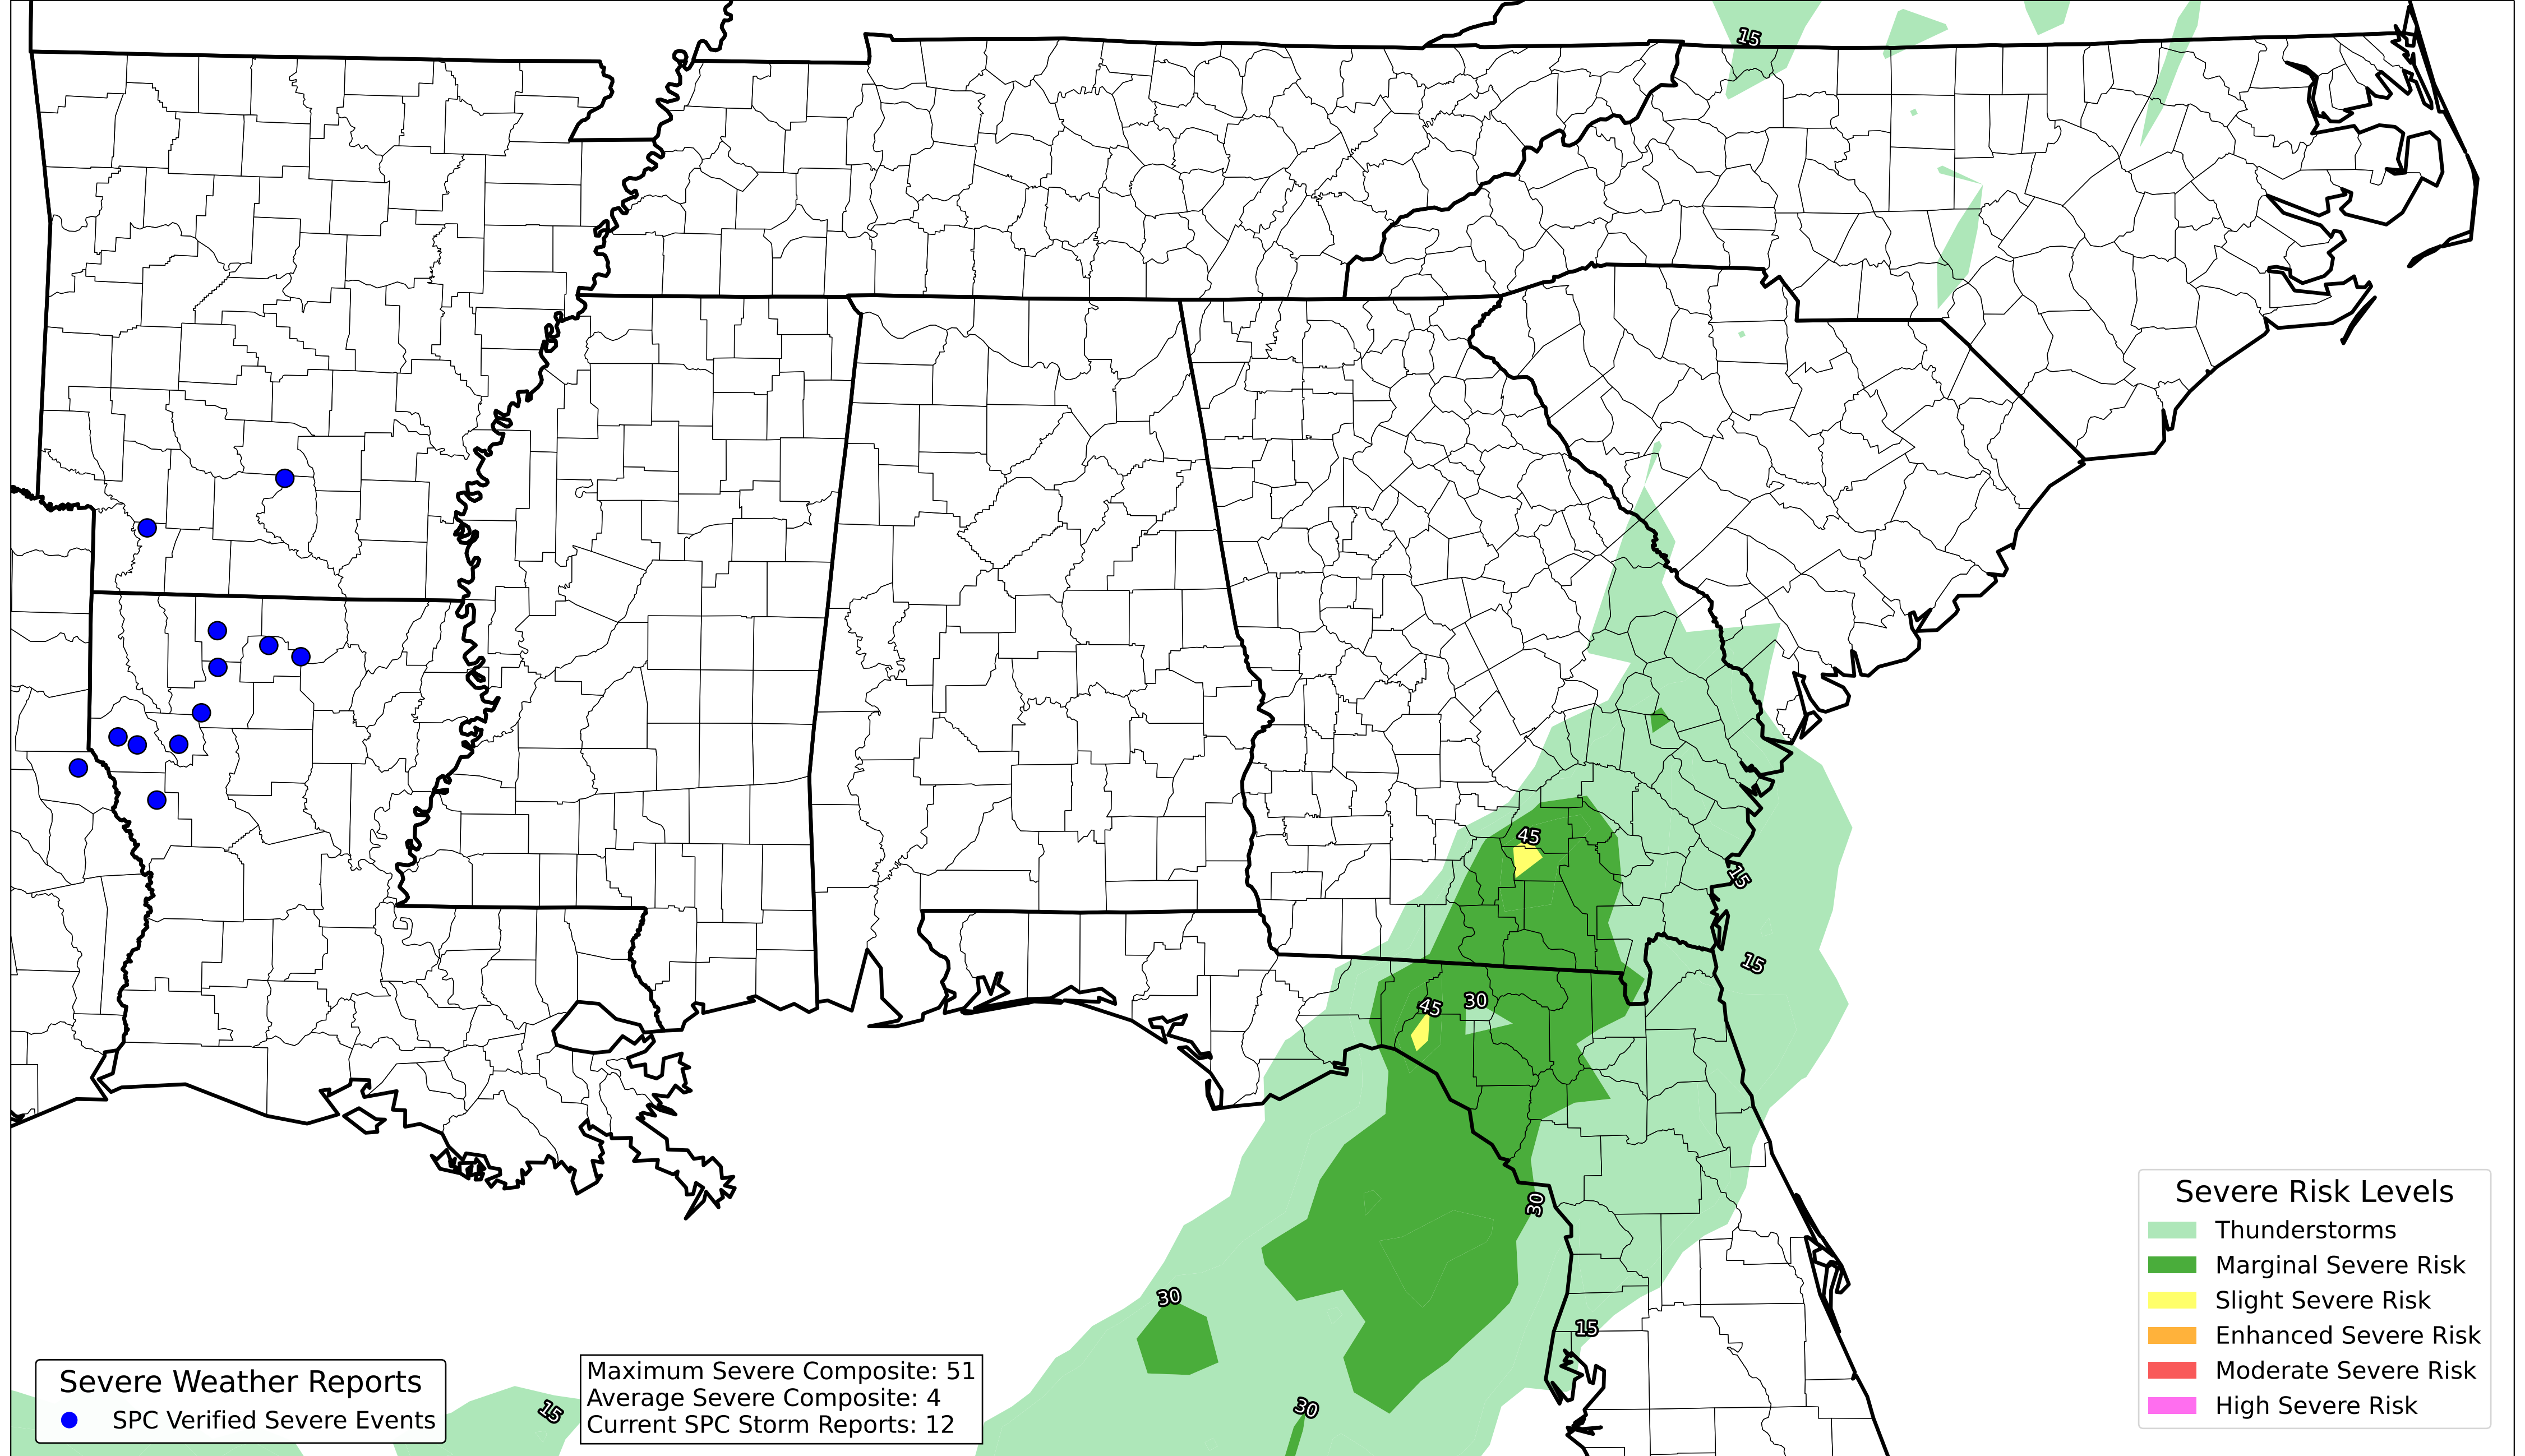 15
45
15
45
30
15
30
30
15
30
15
Severe Weather Reports
SPC Verified Severe Events
Maximum Severe Composite: 51
Average Severe Composite: 4
Current SPC Storm Reports: 12
Severe Risk Levels
Thunderstorms
Marginal Severe Risk
Slight Severe Risk
Enhanced Severe Risk
Moderate Severe Risk
High Severe Risk